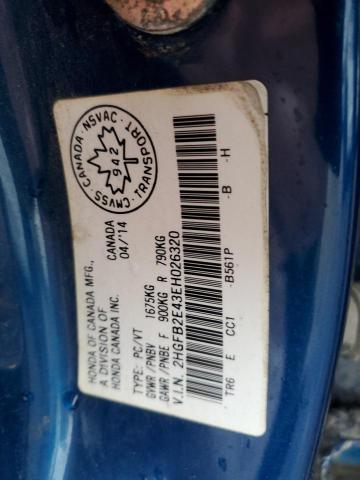 HONDA OF CANADA MFG.,
A DIVISION OF
HONDA CANADA INC.
CANADA
04/'14
CMVSS · CANADA · NSVAC · TRANSPORT
942
TYPE: PC/VT
GVWR /PNBV 1675KG
GAWR /PNBE F 900KG R 790KG
V.I.N. 2HGFB2E43EH026320
TR6 E CC1 -B561P -B -H